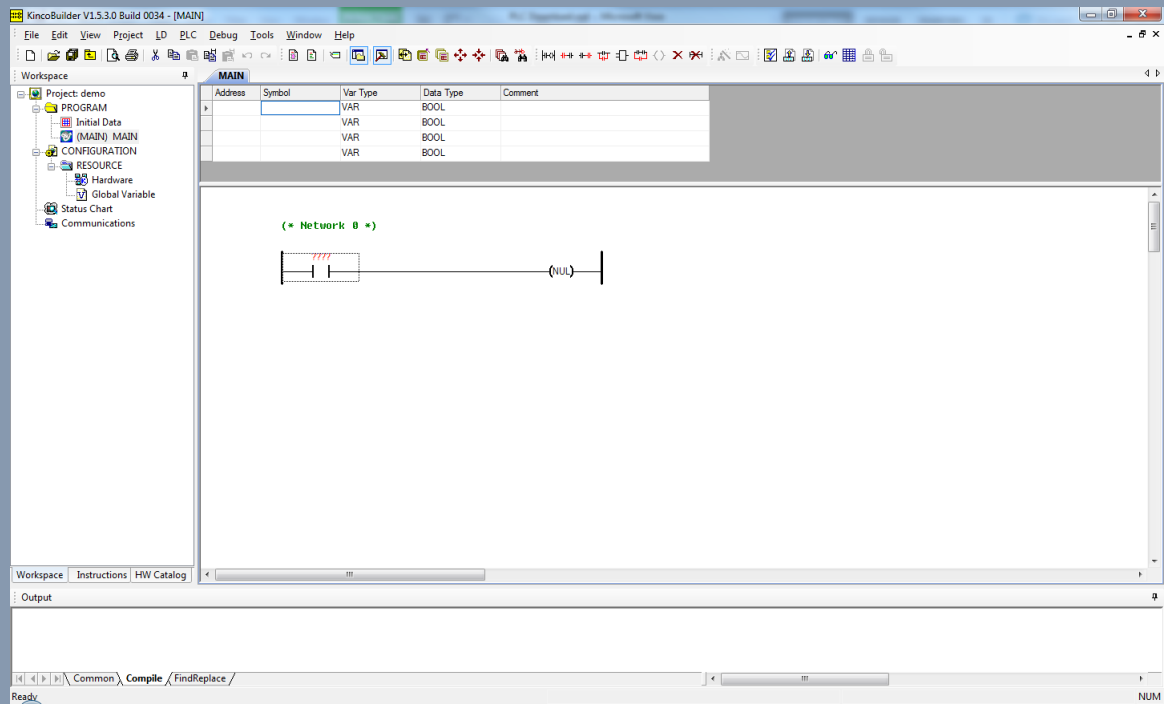 KincoBuilder V1.5.3.0 Build 0034 - [MAIN]
File Edit View Project LD PLC Debug Tools Window Help
Workspace
MAIN
Project: demo
PROGRAM
Initial Data
(MAIN) MAIN
CONFIGURATION
RESOURCE
Hardware
Global Variable
Status Chart
Communications
Address Symbol Var Type Data Type Comment
VAR BOOL
VAR BOOL
VAR BOOL
VAR BOOL
(* Network 0 *)
????
(NUL)
Workspace Instructions HW Catalog
Output
Common Compile FindReplace
Ready
NUM